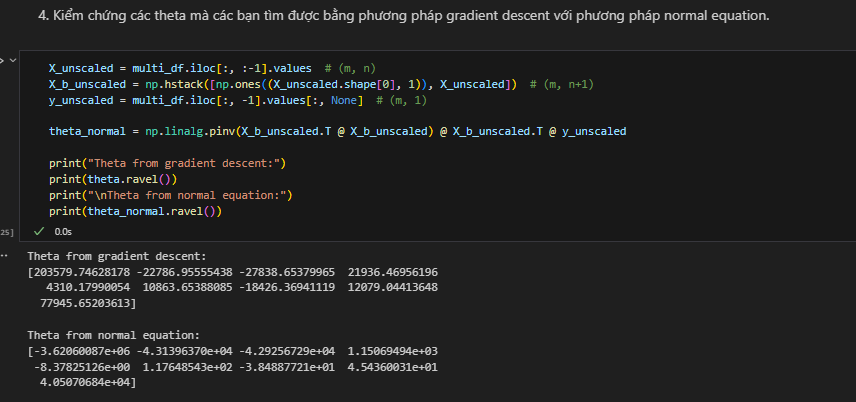 4. Kiểm chứng các theta mà các bạn tìm được bằng phương pháp gradient descent với phương pháp normal equation.
X_unscaled = multi_df.iloc[:, :-1].values  # (m, n)
X_b_unscaled = np.hstack([np.ones((X_unscaled.shape[0], 1)), X_unscaled])  # (m, n+1)
y_unscaled = multi_df.iloc[:, -1].values[:, None]  # (m, 1)
theta_normal = np.linalg.pinv(X_b_unscaled.T @ X_b_unscaled) @ X_b_unscaled.T @ y_unscaled
print("Theta from gradient descent:")
print(theta.ravel())
print("\nTheta from normal equation:")
print(theta_normal.ravel())
25]
0.0s
Theta from gradient descent:
[203579.74628178 -22786.95555438 -27838.65379965  21936.46956196
4310.17990054  10863.65388085 -18426.36941119  12079.04413648
77945.65203613]
Theta from normal equation:
[-3.62060087e+06 -4.31396370e+04 -4.29256729e+04  1.15069494e+03
-8.37825126e+00  1.17648543e+02 -3.84887721e+01  4.54360031e+01
4.05070684e+04]